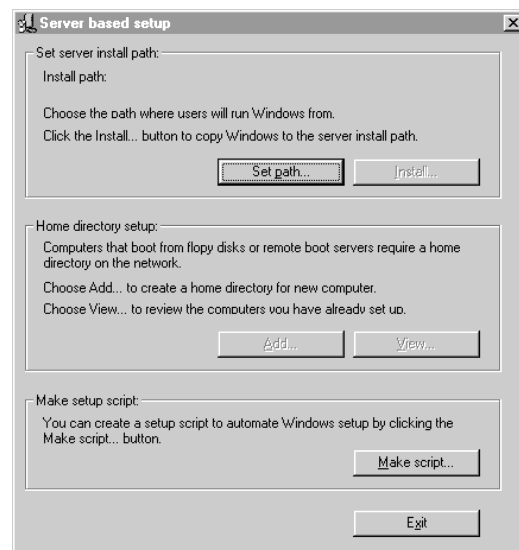 Server based setup
Set server install path:
Install path:
Choose the path where users will run Windows from.
Click the Install... button to copy Windows to the server install path.
Set path...
Install...
Home directory setup:
Computers that boot from flopy disks or remote boot servers require a home
directory on the network.
Choose Add... to create a home directory for new computer.
Choose View... to review the computers you have already set up.
Add...
View...
Make setup script:
You can create a setup script to automate Windows setup by clicking the
Make script... button.
Make script...
Exit